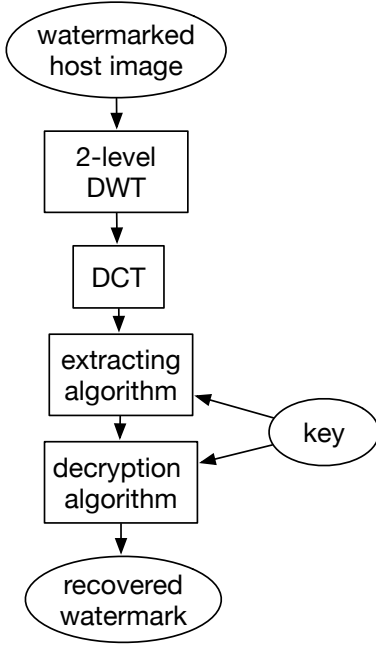 watermarked
host image
2-level
DWT
DCT
extracting
algorithm
key
decryption
algorithm
recovered
watermark